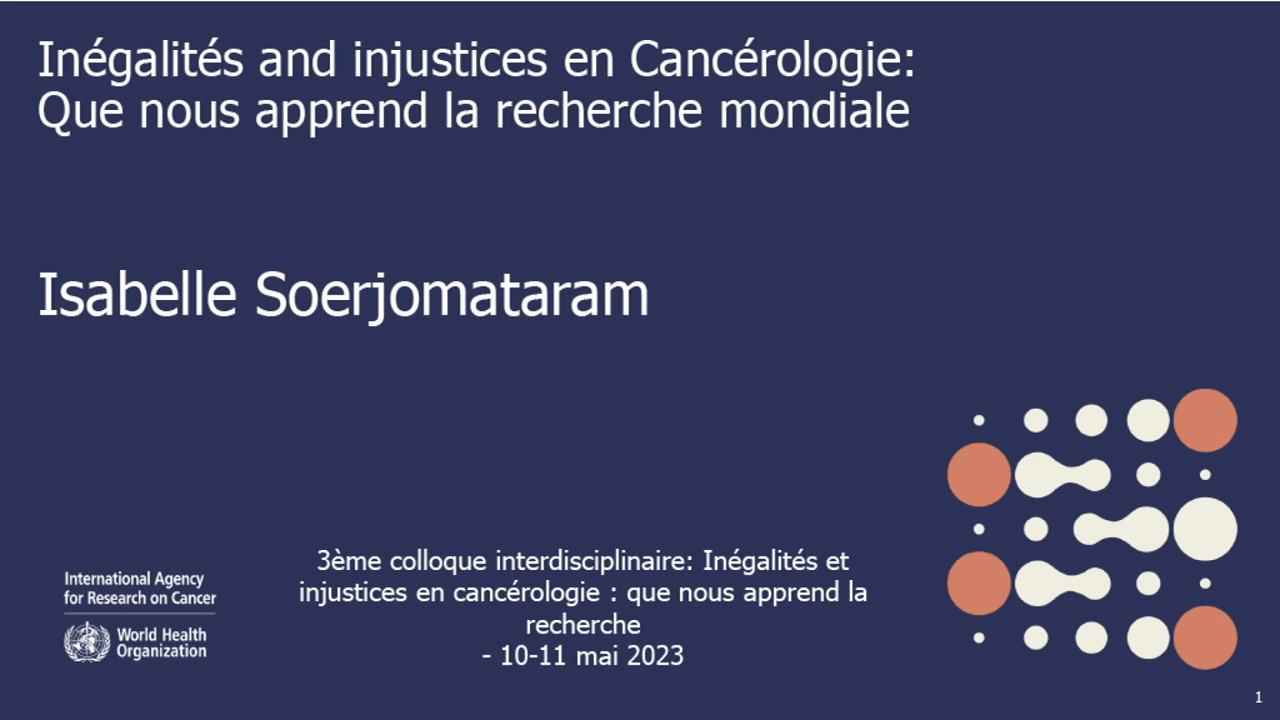 Inégalités and injustices en Cancérologie:
Que nous apprend la recherche mondiale
Isabelle Soerjomataram
3ème colloque interdisciplinaire: Inégalités et
injustices en cancérologie : que nous apprend la
recherche
- 10-11 mai 2023
International Agency
for Research on Cancer
World Health
Organization
1